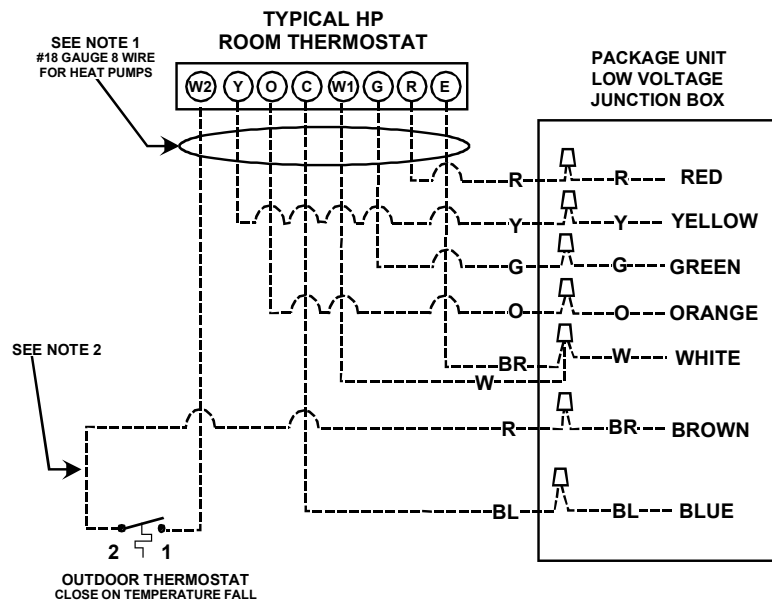 TYPICAL HP
ROOM THERMOSTAT
SEE NOTE 1
#18 GAUGE 8 WIRE
FOR HEAT PUMPS
PACKAGE UNIT
LOW VOLTAGE
JUNCTION BOX
W2 Y O C W1 G R E
R R RED
Y Y YELLOW
G G GREEN
O O ORANGE
BR W WHITE
W
SEE NOTE 2
R BR BROWN
BL BL BLUE
2 1
OUTDOOR THERMOSTAT
CLOSE ON TEMPERATURE FALL